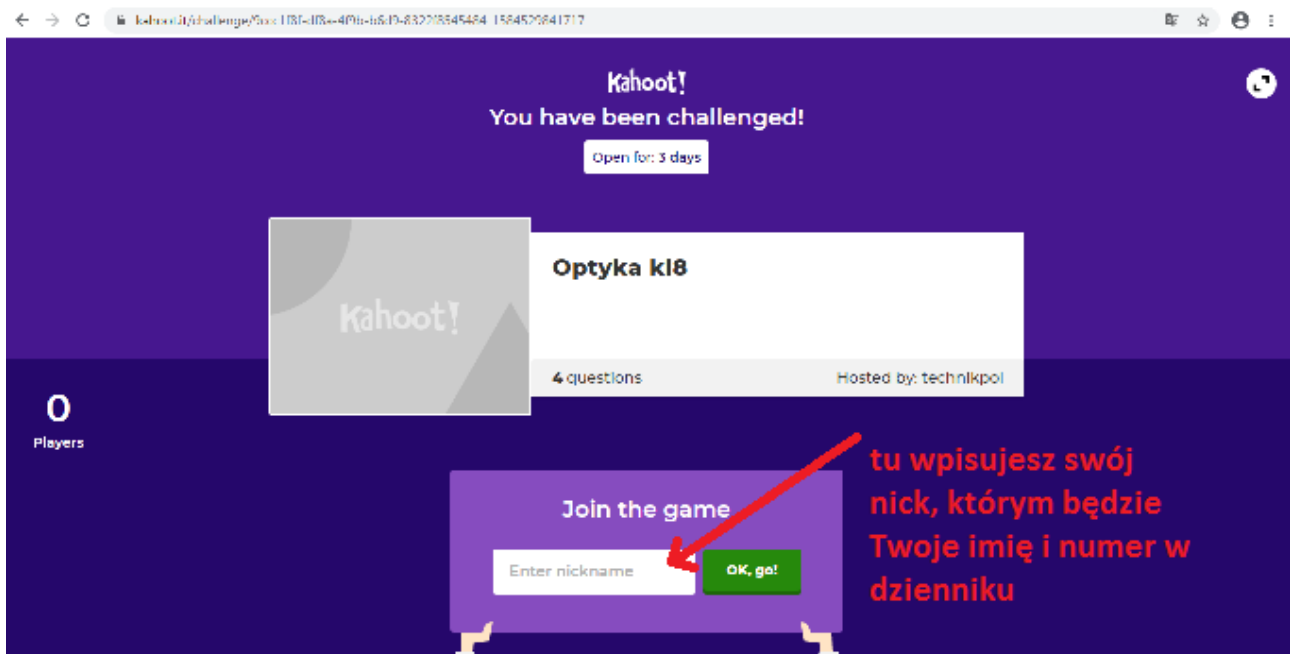 Kahoot!
You have been challenged!
Open for: 3 days
Optyka kl8
Kahoot!
4 questions
Hosted by: technikpol
0
Players
Join the game
Enter nickname
OK, go!
tu wpisujesz swój
nick, którym będzie
Twoje imię i numer w
dzienniku